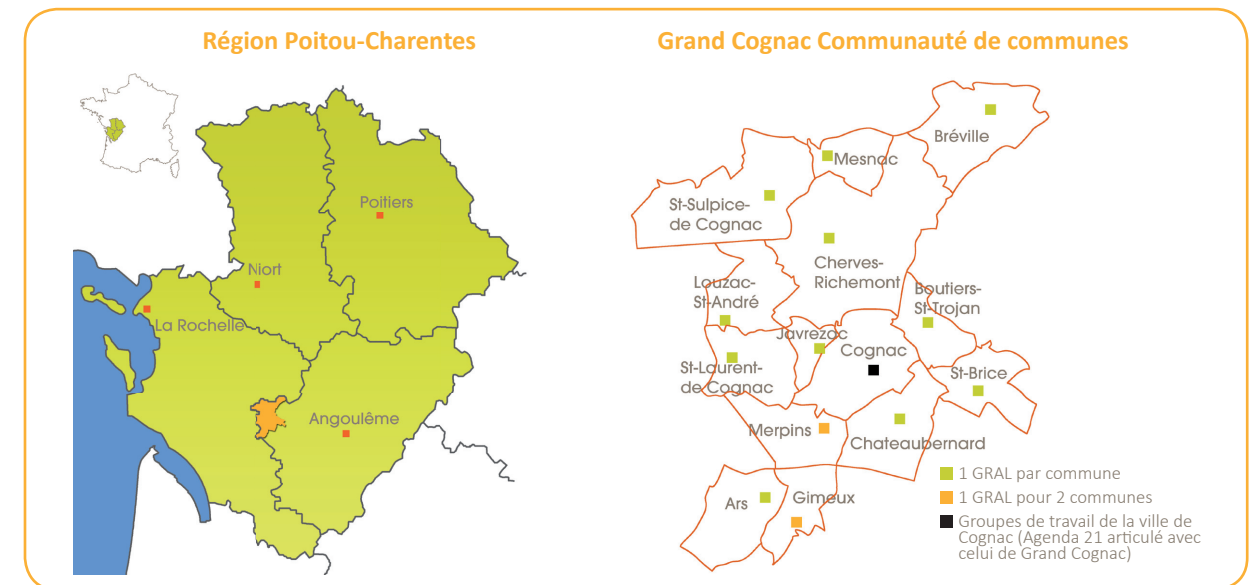 Région Poitou-Charentes
Poitiers
Niort
La Rochelle
Angoulême
Grand Cognac Communauté de communes
Bréville
Mesnac
St-Sulpice-
de Cognac
Cherves-
Richemont
Louzac-
St-André
Boutiers-
St-Trojan
Javrezac
Cognac
St-Laurent-
de Cognac
St-Brice
Merpins
Chateaubernard
Ars
Gimeux
1 GRAL par commune
1 GRAL pour 2 communes
Groupes de travail de la ville de
Cognac (Agenda 21 articulé avec
celui de Grand Cognac)